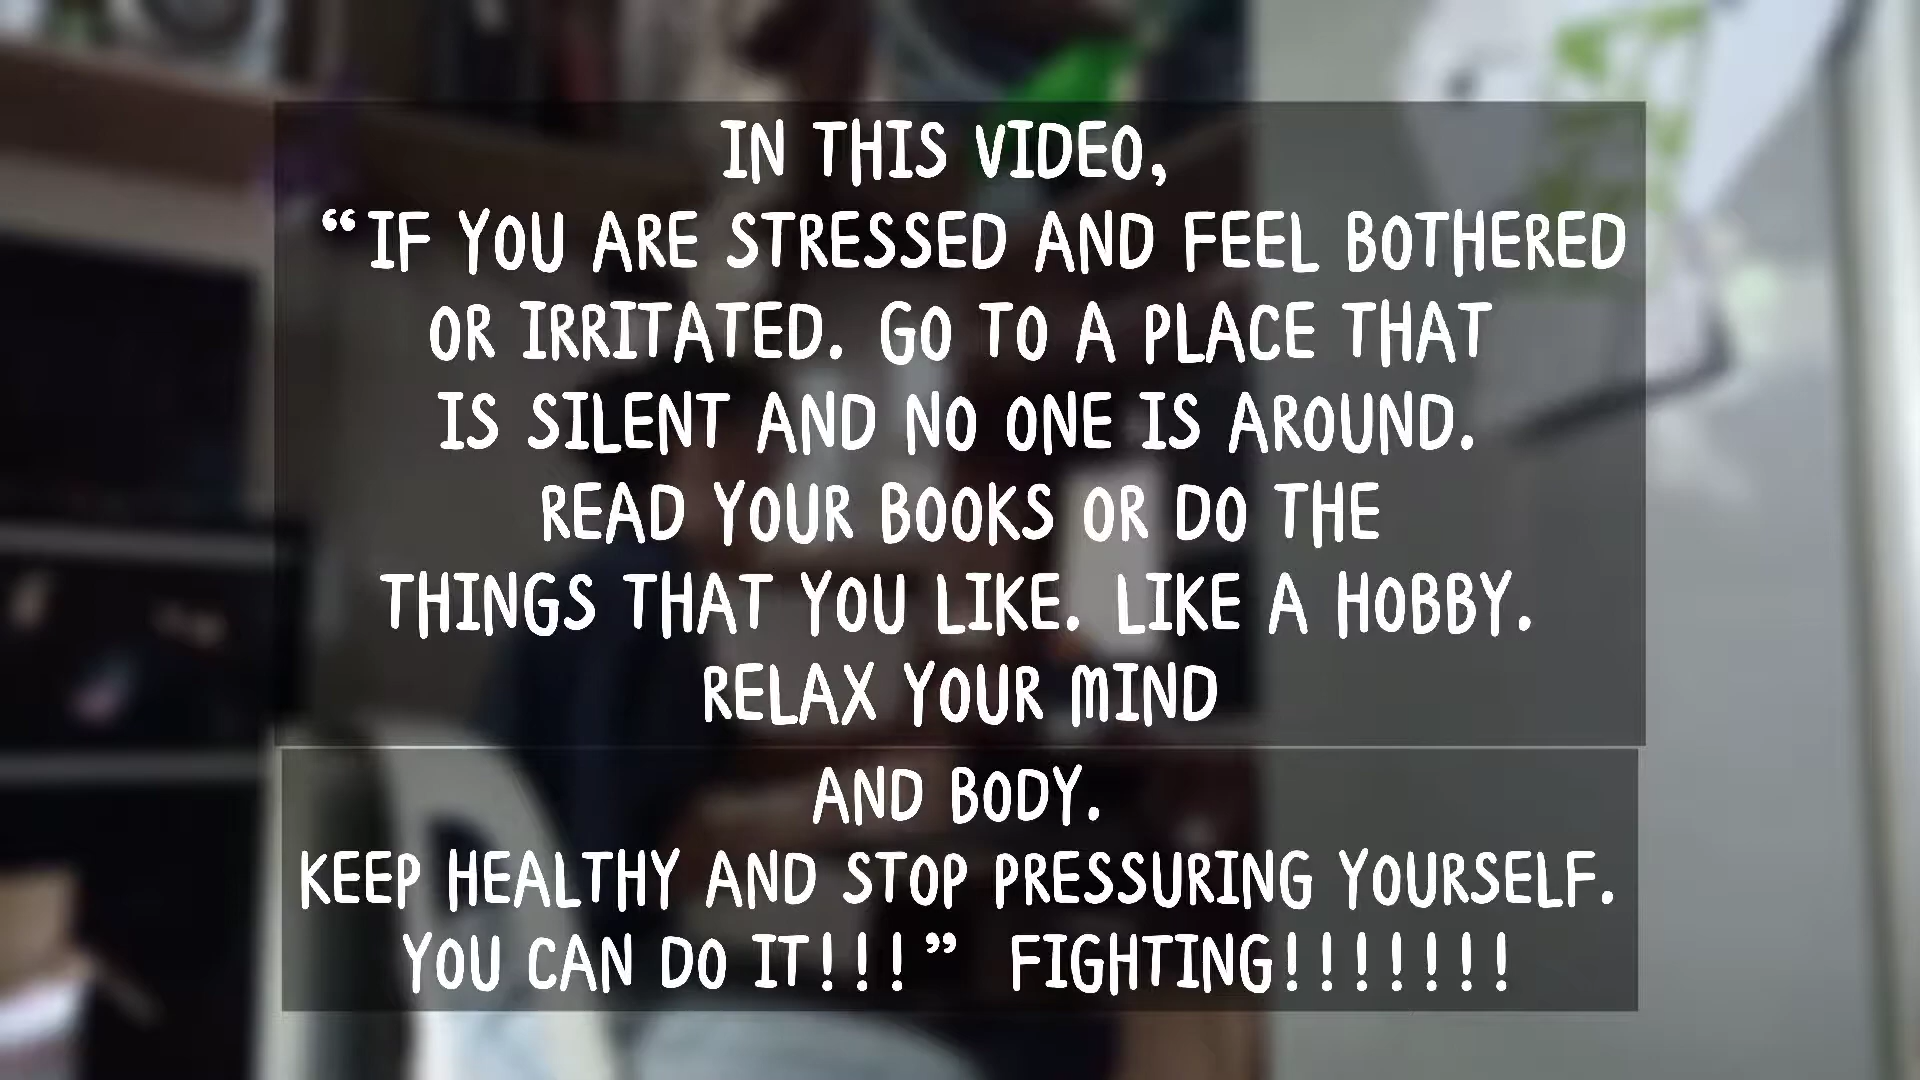 IN THIS VIDEO,
“IF YOU ARE STRESSED AND FEEL BOTHERED
OR IRRITATED. GO TO A PLACE THAT
IS SILENT AND NO ONE IS AROUND.
READ YOUR BOOKS OR DO THE
THINGS THAT YOU LIKE. LIKE A HOBBY.
RELAX YOUR MIND
AND BODY.
KEEP HEALTHY AND STOP PRESSURING YOURSELF.
YOU CAN DO IT!!!” FIGHTING!!!!!!!